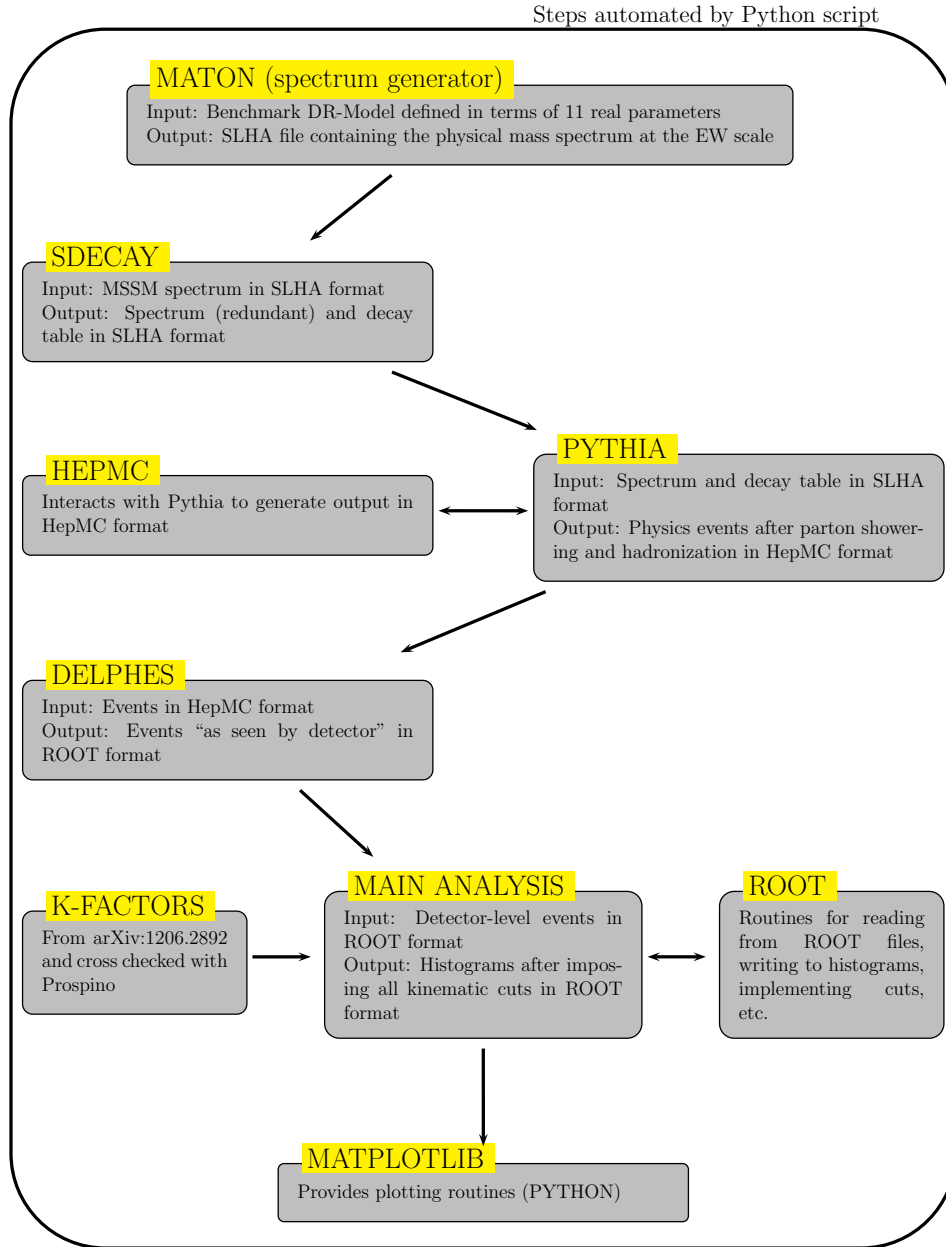 Steps automated by Python script
MATON (spectrum generator)
Input: Benchmark DR-Model defined in terms of 11 real parameters
Output: SLHA file containing the physical mass spectrum at the EW scale
SDECAY
Input: MSSM spectrum in SLHA format
Output: Spectrum (redundant) and decay
table in SLHA format
HEPMC
Interacts with Pythia to generate output in
HepMC format
PYTHIA
Input: Spectrum and decay table in SLHA
format
Output: Physics events after parton shower-
ing and hadronization in HepMC format
DELPHES
Input: Events in HepMC format
Output: Events “as seen by detector” in
ROOT format
K-FACTORS
From arXiv:1206.2892
and cross checked with
Prospino
MAIN ANALYSIS
Input: Detector-level events in
ROOT format
Output: Histograms after impos-
ing all kinematic cuts in ROOT
format
ROOT
Routines for reading
from ROOT files,
writing to histograms,
implementing cuts,
etc.
MATPLOTLIB
Provides plotting routines (PYTHON)